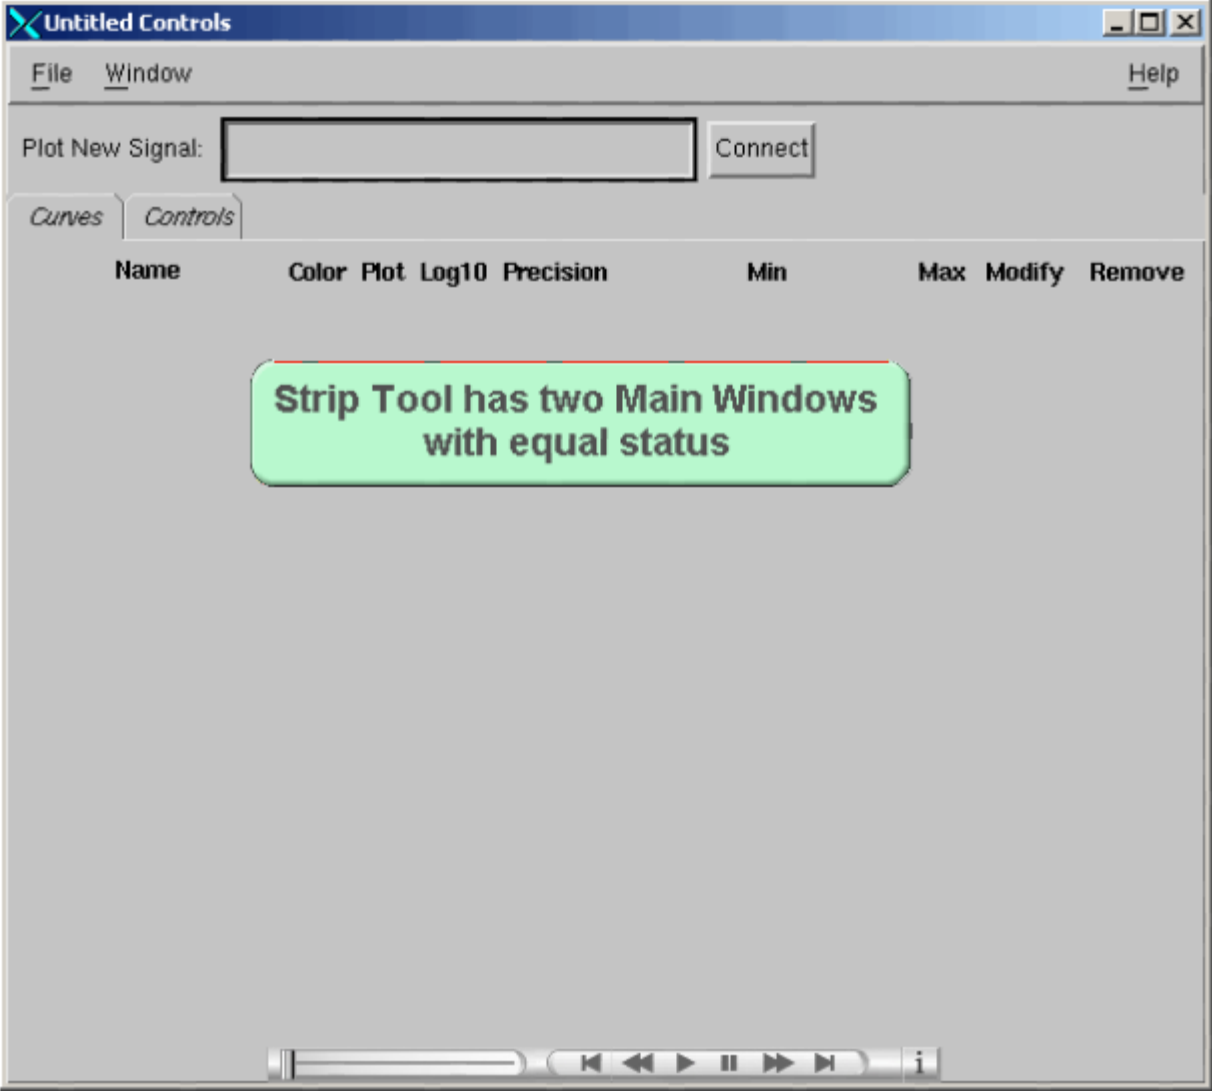 Untitled Controls
File Window Help
Plot New Signal: Connect
Curves Controls
Name Color Plot Log10 Precision Min Max Modify Remove
Strip Tool has two Main Windows
with equal status
i